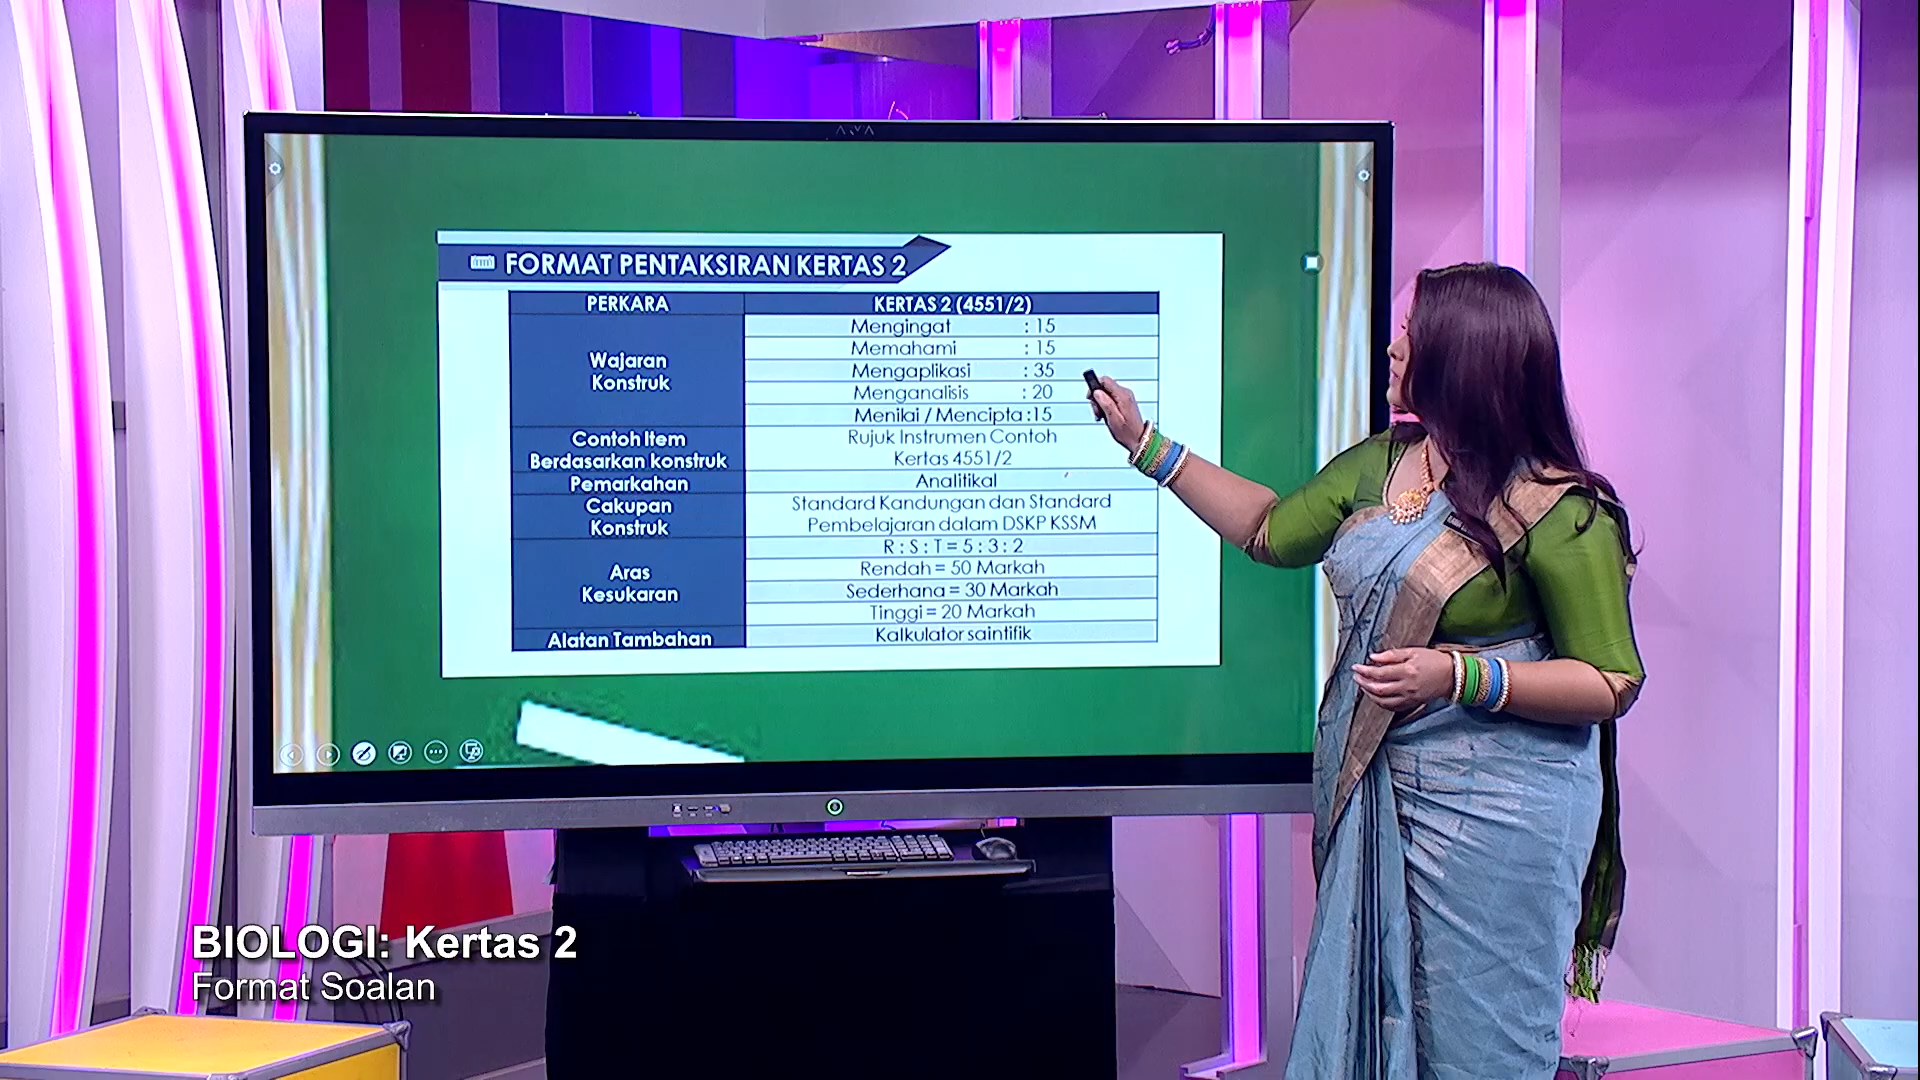 ARVA
FORMAT PENTAKSIRAN KERTAS 2
PERKARA
KERTAS 2 (4551/2)
Wajaran
Konstruk
Mengingat : 15
Memahami : 15
Mengaplikasi : 35
Menganalisis : 20
Menilai / Mencipta :15
Contoh Item
Berdasarkan konstruk
Rujuk Instrumen Contoh
Kertas 4551/2
Pemarkahan
Analitikal
Cakupan
Konstruk
Standard Kandungan dan Standard
Pembelajaran dalam DSKP KSSM
Aras
Kesukaran
R : S : T = 5 : 3 : 2
Rendah = 50 Markah
Sederhana = 30 Markah
Tinggi = 20 Markah
Alatan Tambahan
Kalkulator saintifik
BIOLOGI: Kertas 2
Format Soalan